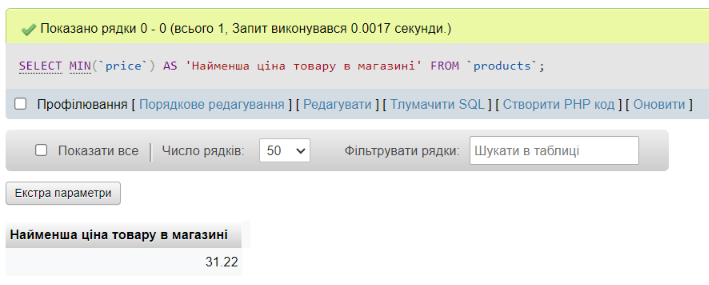 Показано рядки 0 - 0 (всього 1, Запит виконувався 0.0017 секунди.)
SELECT MIN(`price`) AS 'Найменша ціна товару в магазині' FROM `products`;
Профілювання [ Порядкове редагування ] [ Редагувати ] [ Тлумачити SQL ] [ Створити PHP код ] [ Оновити ]
Показати все Число рядків: 50 Фільтрувати рядки: Шукати в таблиці
Екстра параметри
Найменша ціна товару в магазині
31.22